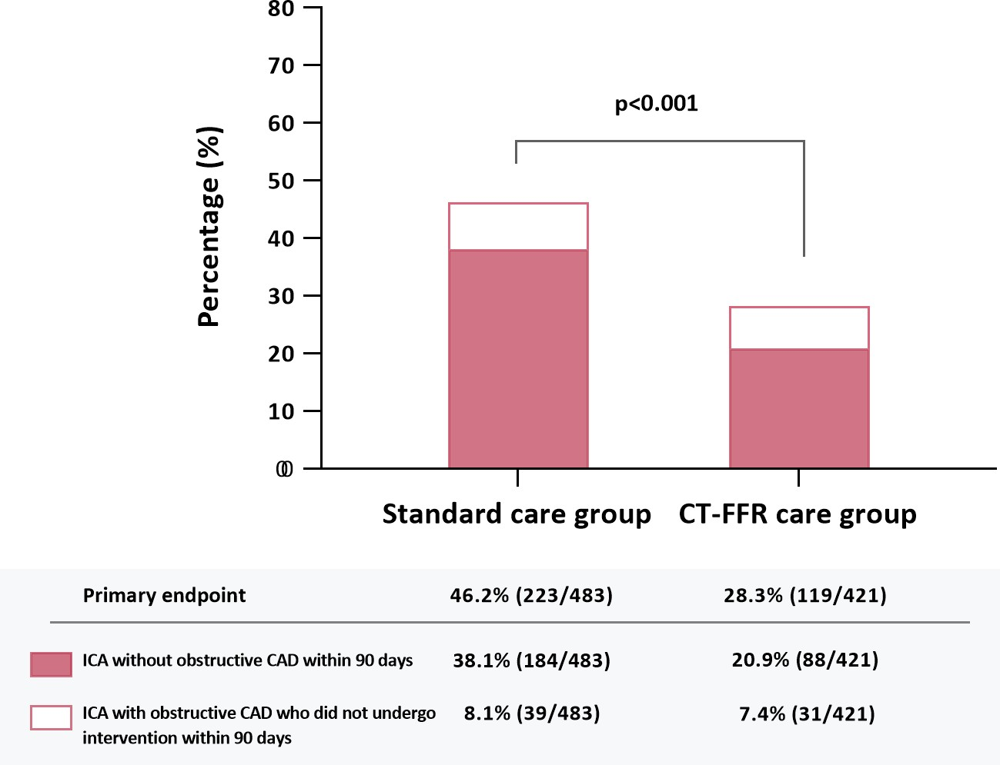 80
70
60
50
40
30
20
10
00
Percentage (%)
p<0.001
Standard care group CT-FFR care group
Primary endpoint 46.2% (223/483) 28.3% (119/421)
ICA without obstructive CAD within 90 days 38.1% (184/483) 20.9% (88/421)
ICA with obstructive CAD who did not undergo 8.1% (39/483) 7.4% (31/421)
intervention within 90 days